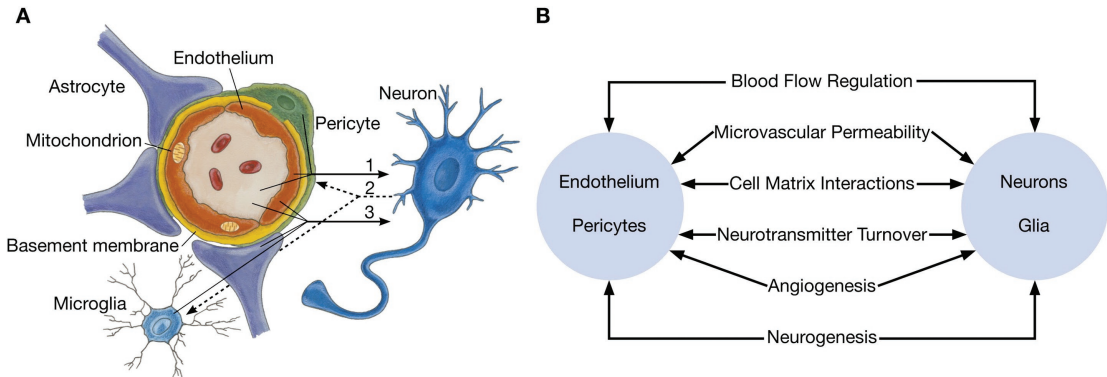 A
Endothelium
Astrocyte
Neuron
Pericyte
Mitochondrion
1
2
3
Basement membrane
Microglia
B
Blood Flow Regulation
Microvascular Permeability
Endothelium
Cell Matrix Interactions
Neurons
Pericytes
Neurotransmitter Turnover
Glia
Angiogenesis
Neurogenesis